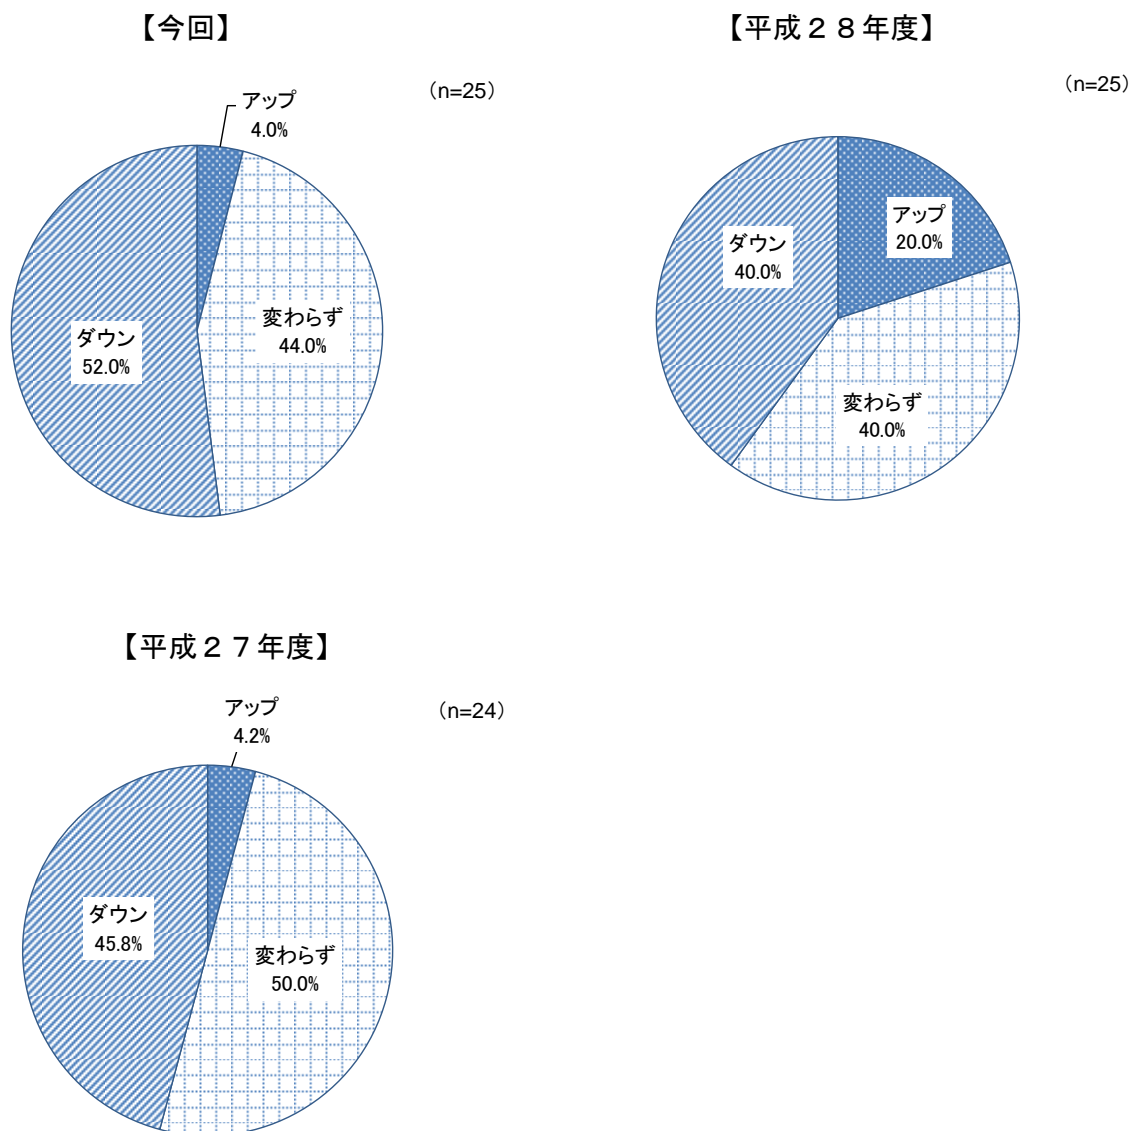 【今回】
(n=25)
アップ
4.0%
変わらず
44.0%
ダウン
52.0%
【平成２８年度】
(n=25)
アップ
20.0%
変わらず
40.0%
ダウン
40.0%
【平成２７年度】
(n=24)
アップ
4.2%
変わらず
50.0%
ダウン
45.8%